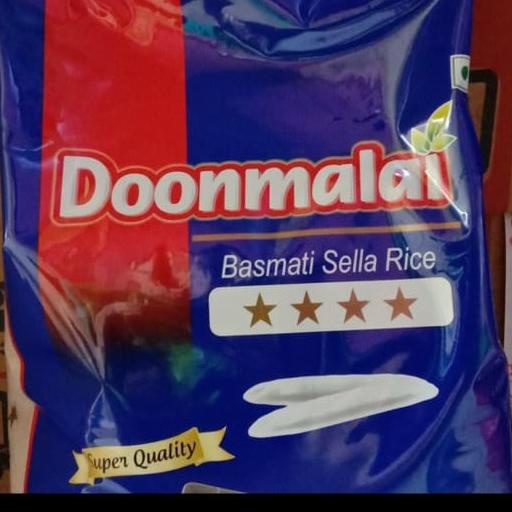 Doonmalai
Basmati Sella Rice
Super Quality